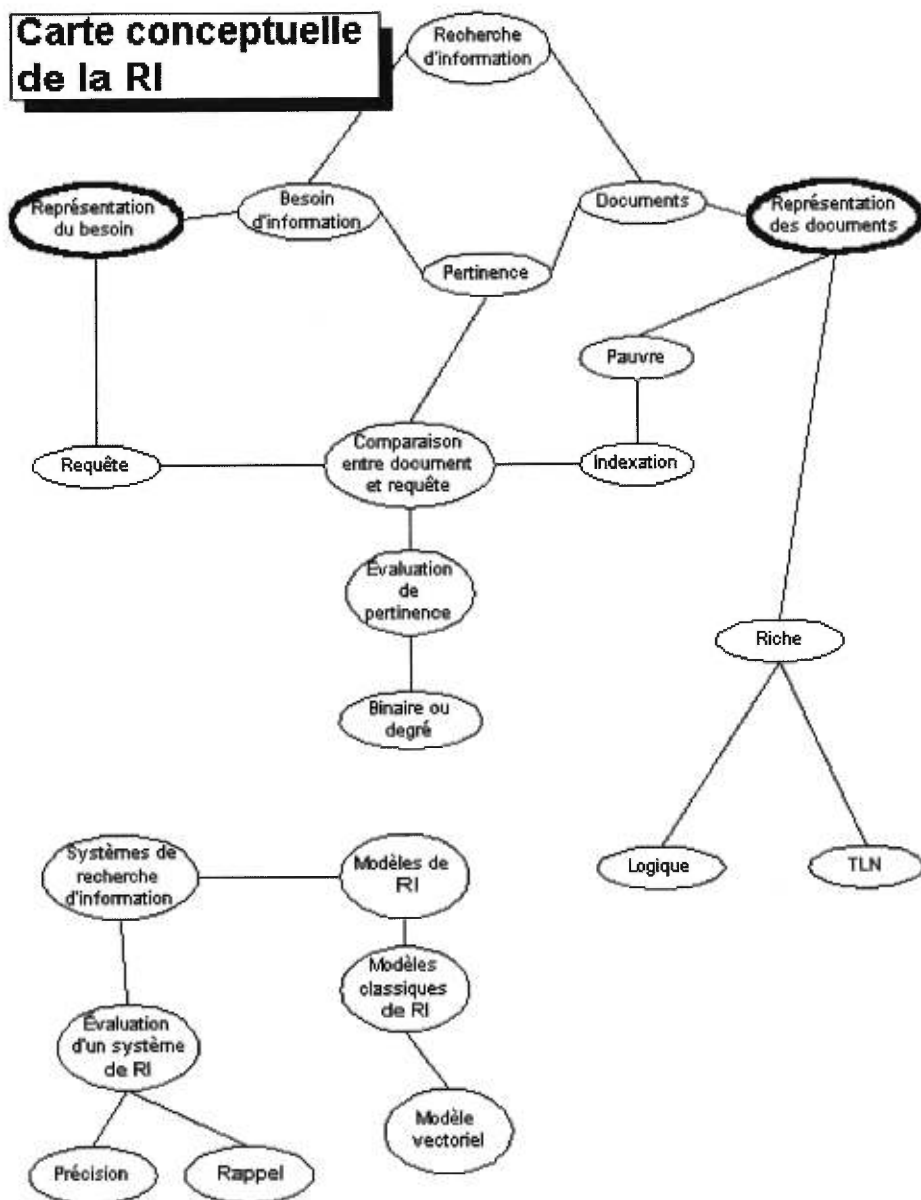 Carte conceptuelle
de la RI
Recherche
d'information
Représentation
du besoin
Besoin
d'information
Documents
Représentation
des documents
Pertinence
Pauvre
Requête
Comparaison
entre document
et requête
Indexation
Évaluation
de
pertinence
Riche
Binaire ou
degré
Logique
TLN
Systèmes de
recherche
d'information
Modèles de
RI
Modèles
classiques
de RI
Évaluation
d'un système
de RI
Modèle
vectoriel
Précision
Rappel